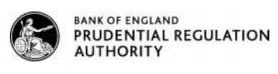 BANK OF ENGLAND
PRUDENTIAL REGULATION
AUTHORITY